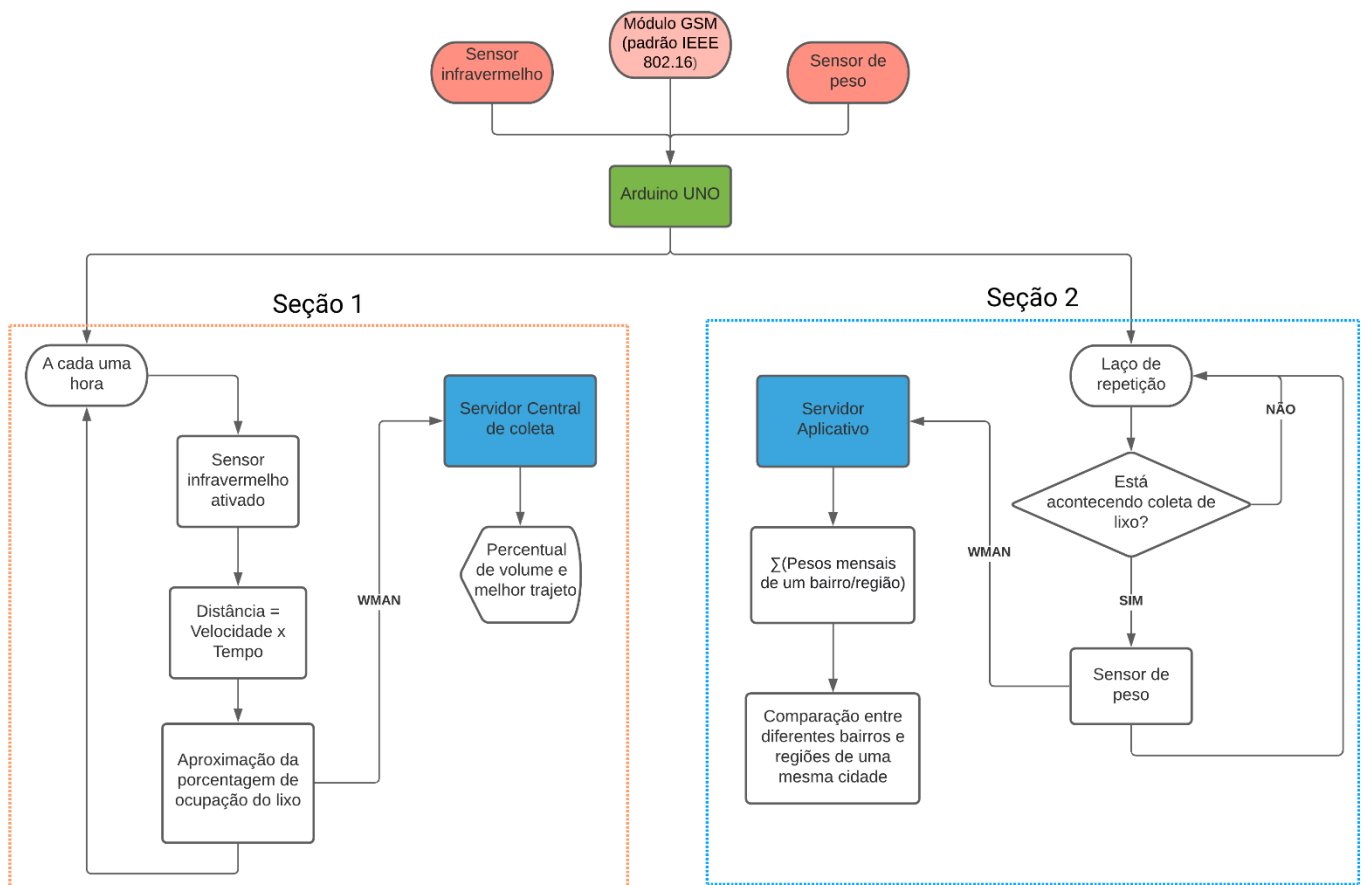 Sensor
infravermelho
Módulo GSM
(padrão IEEE
802.16)
Sensor de
peso
Arduino UNO
Seção 1
A cada uma
hora
Sensor
infravermelho
ativado
Distância =
Velocidade x
Tempo
Aproximação da
porcentagem de
ocupação do lixo
WMAN
Servidor Central
de coleta
Percentual
de volume e
melhor trajeto
Seção 2
Laço de
repetição
NÃO
Está
acontecendo coleta de
lixo?
SIM
Sensor de
peso
WMAN
Servidor
Aplicativo
∑(Pesos mensais
de um bairro/região)
Comparação entre
diferentes bairros e
regiões de uma
mesma cidade